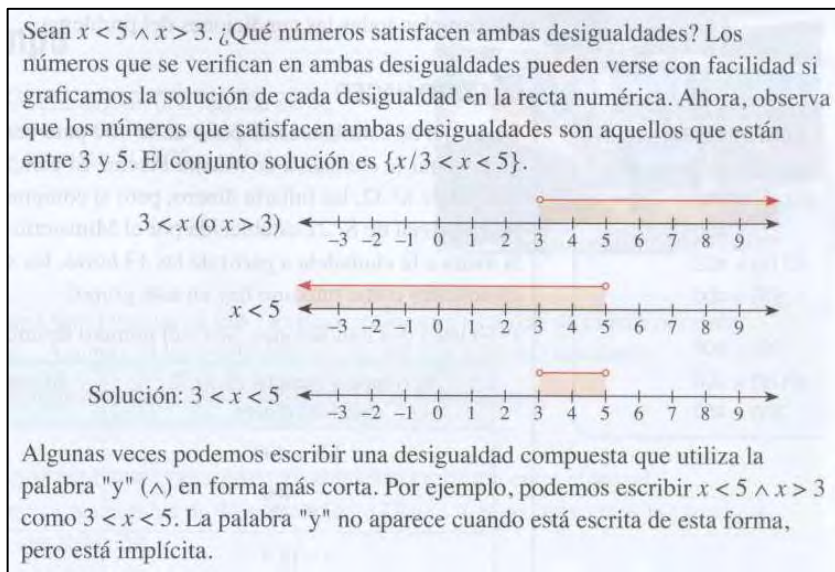 Sean x < 5 ∧ x > 3. ¿Qué números satisfacen ambas desigualdades? Los
números que se verifican en ambas desigualdades pueden verse con facilidad si
graficamos la solución de cada desigualdad en la recta numérica. Ahora, observa
que los números que satisfacen ambas desigualdades son aquellos que están
entre 3 y 5. El conjunto solución es {x/3 < x < 5}.
3 < x (o x > 3)
–3 –2 –1 0 1 2 3 4 5 6 7 8 9
x < 5
–3 –2 –1 0 1 2 3 4 5 6 7 8 9
Solución: 3 < x < 5
–3 –2 –1 0 1 2 3 4 5 6 7 8 9
Algunas veces podemos escribir una desigualdad compuesta que utiliza la
palabra "y" (∧) en forma más corta. Por ejemplo, podemos escribir x < 5 ∧ x > 3
como 3 < x < 5. La palabra "y" no aparece cuando está escrita de esta forma,
pero está implícita.